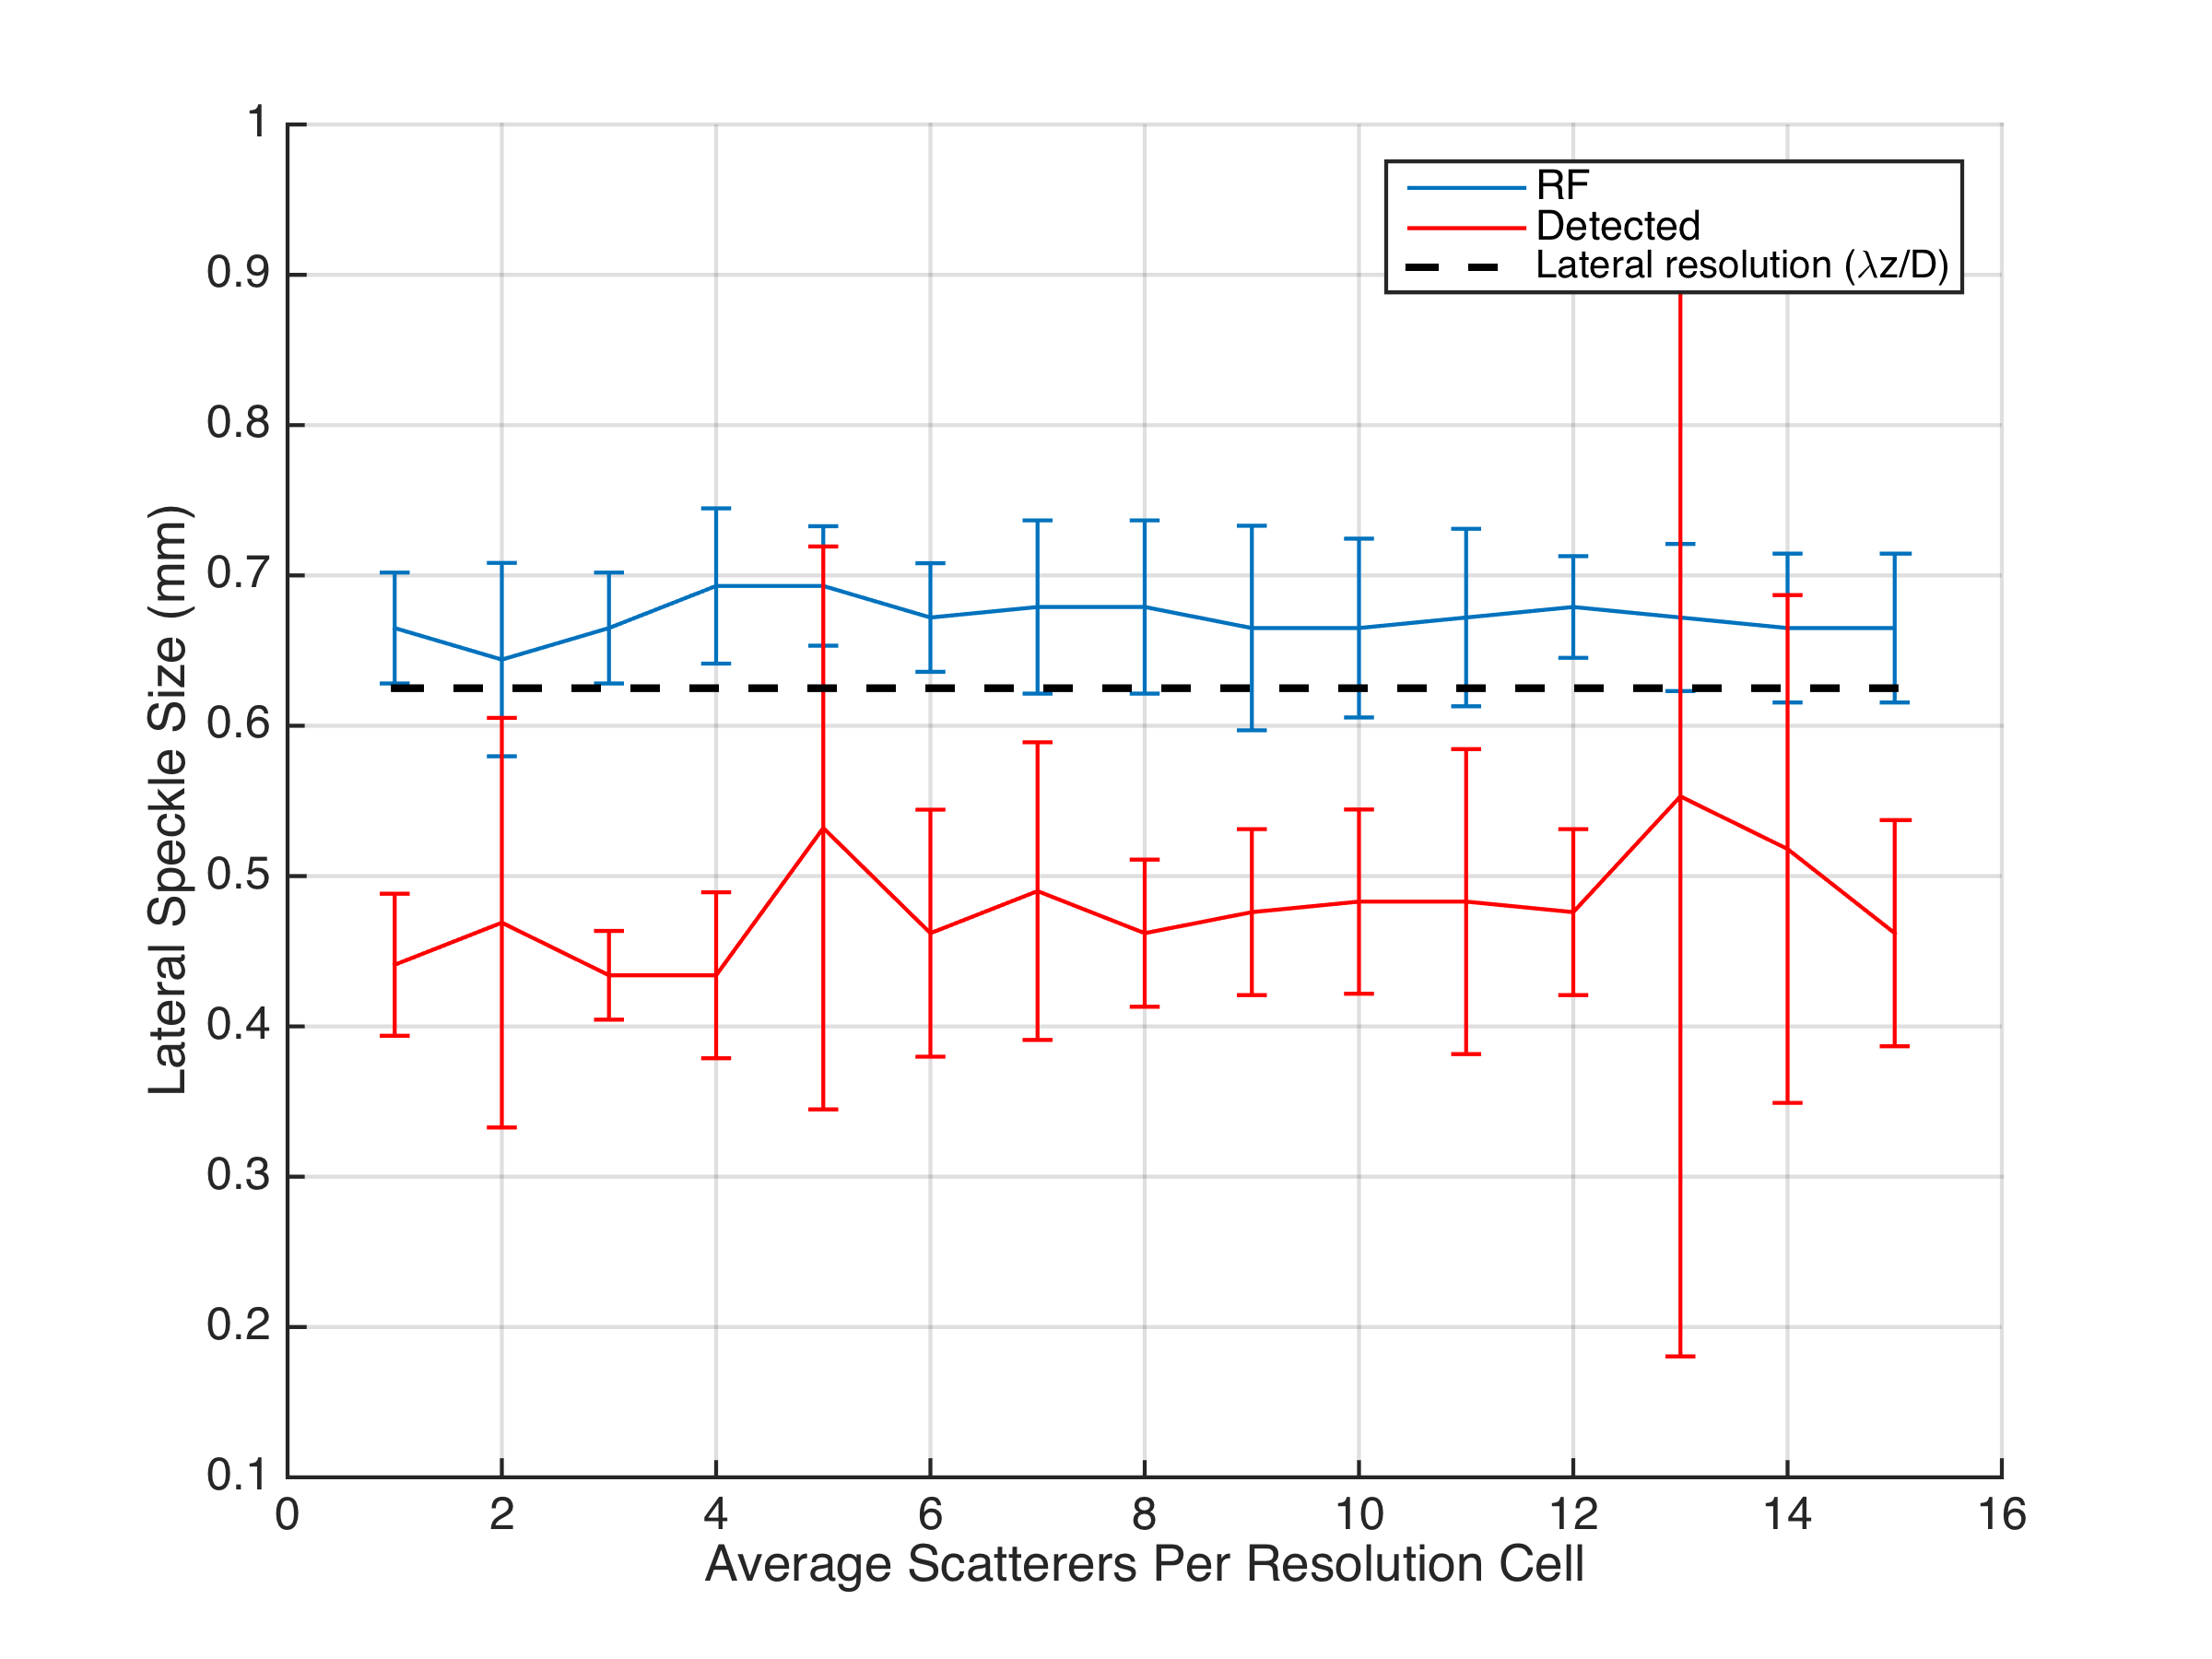 1
0.9
0.8
0.7
0.6
0.5
0.4
0.3
0.2
0.1
Lateral Speckle Size (mm)
RF
Detected
Lateral resolution (λz/D)
0 2 4 6 8 10 12 14 16
Average Scatterers Per Resolution Cell